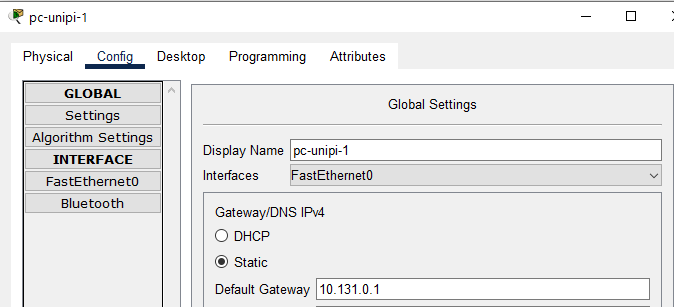 pc-unipi-1
Physical Config Desktop Programming Attributes
GLOBAL
Settings
Algorithm Settings
INTERFACE
FastEthernet0
Bluetooth
Global Settings
Display Name pc-unipi-1
Interfaces FastEthernet0
Gateway/DNS IPv4
DHCP
Static
Default Gateway 10.131.0.1